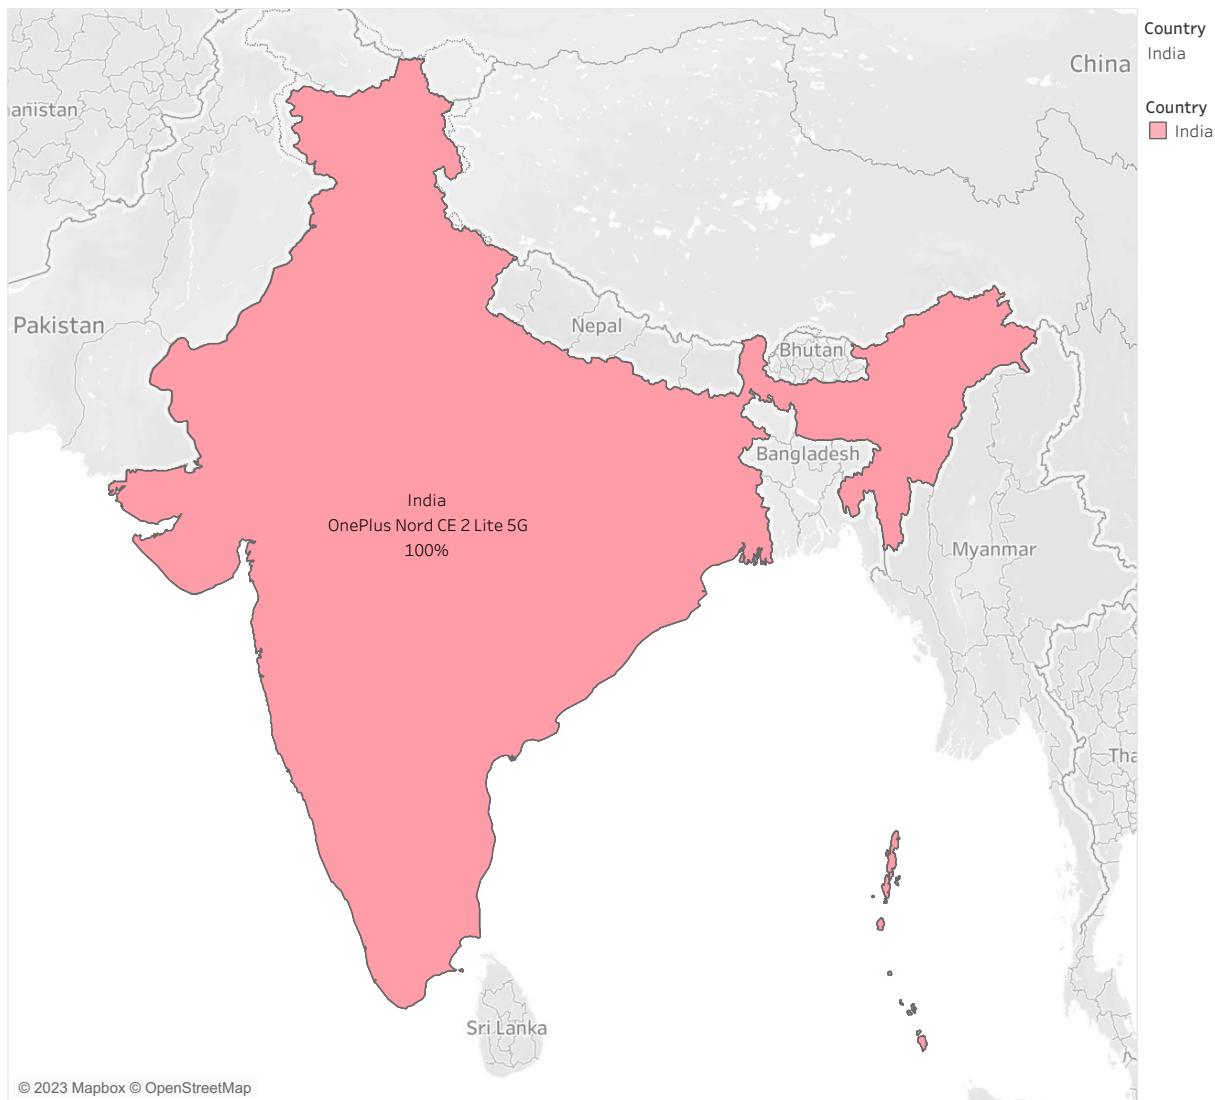 Country
India
China
Country
India
hanistan
Pakistan
Nepal
Bhutan
Bangladesh
India
OnePlus Nord CE 2 Lite 5G
100%
Myanmar
Tha
Sri Lanka
© 2023 Mapbox © OpenStreetMap